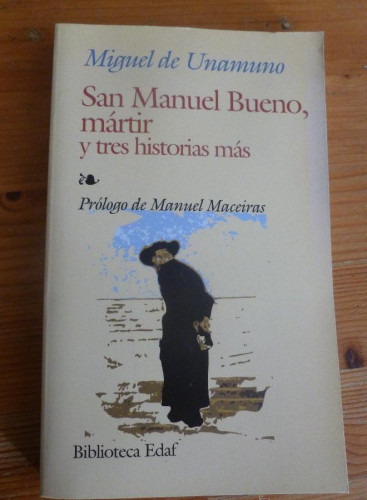 Miguel de Unamuno
San Manuel Bueno,
mártir
y tres historias más
Prólogo de Manuel Maceiras
Biblioteca Edaf